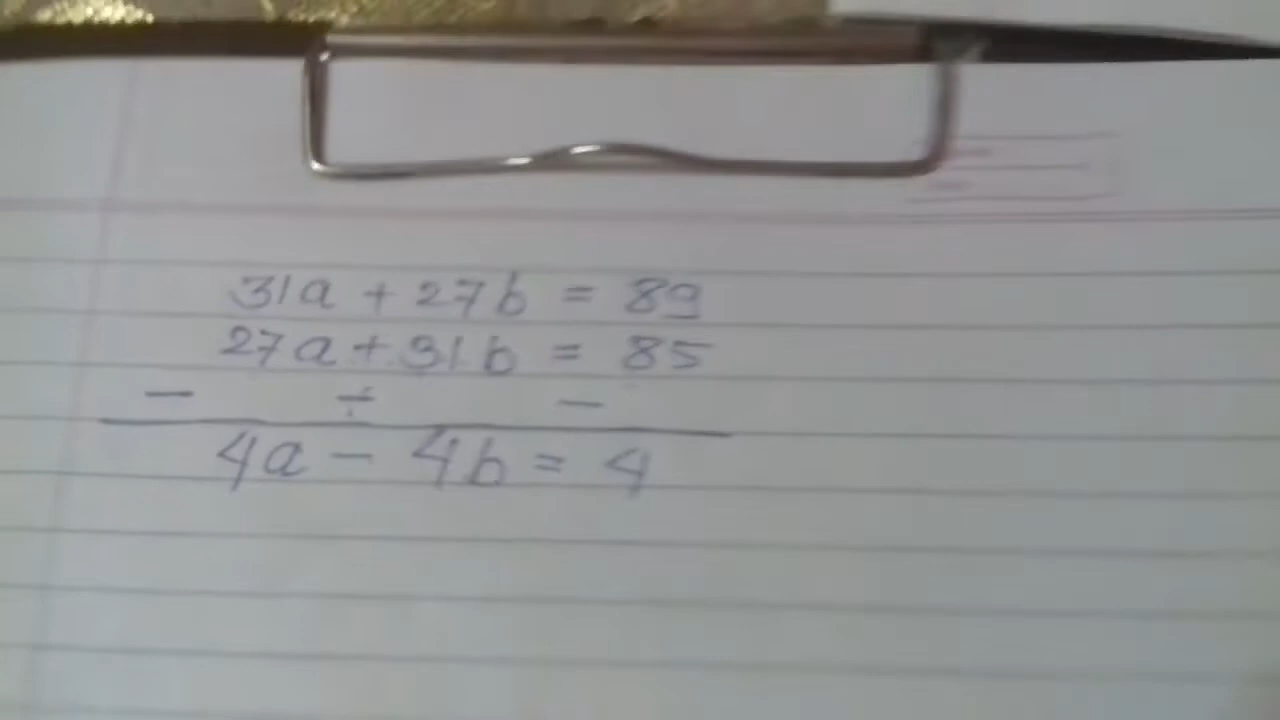 31a + 27b = 89
27a + 31b = 85
- ÷ -
4a - 4b = 4